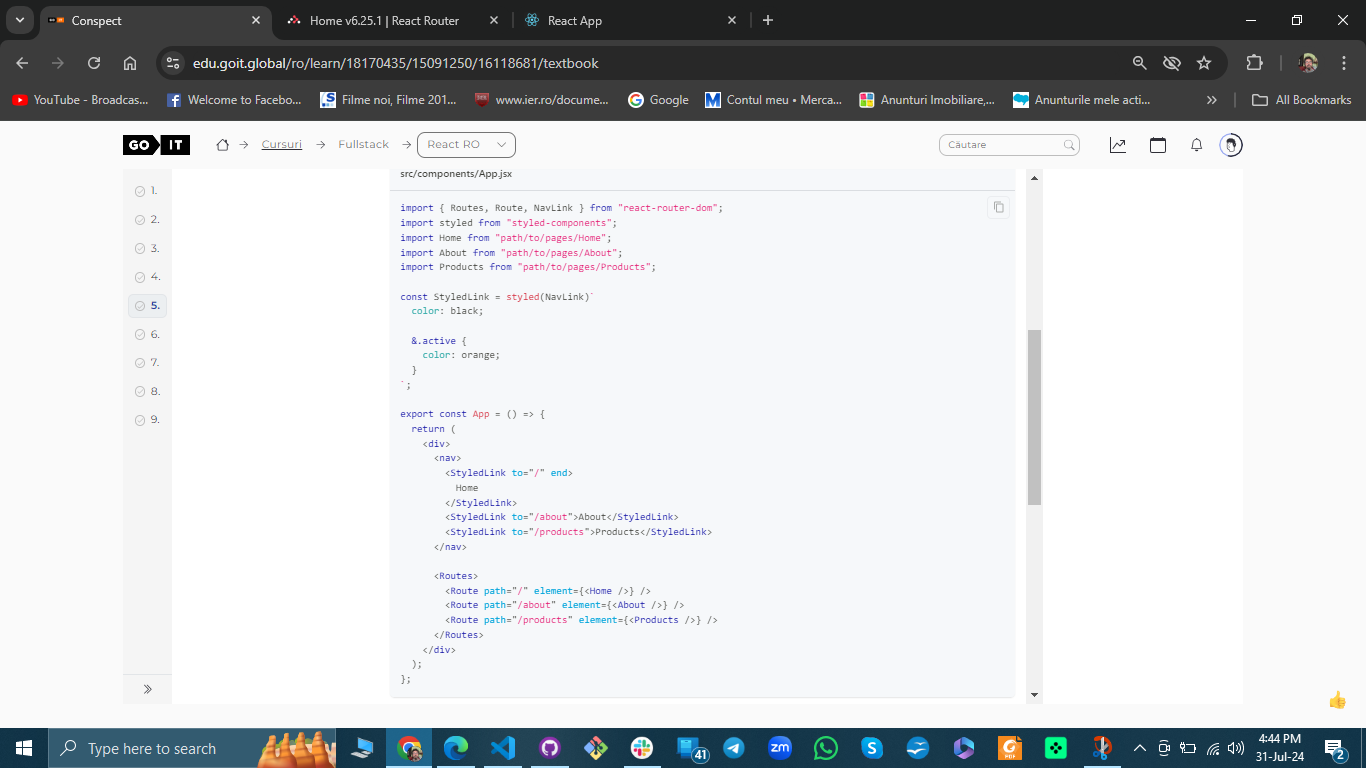 Conspect
Home v6.25.1 | React Router
React App
edu.goit.global/ro/learn/18170435/15091250/16118681/textbook
YouTube - Broadcas...
Welcome to Facebo...
Filme noi, Filme 201...
www.ier.ro/docume...
Google
Contul meu • Merca...
Anunturi Imobiliare,...
Anunturile mele acti...
All Bookmarks
GO IT
Cursuri
Fullstack
React RO
Căutare
1.
2.
3.
4.
5.
6.
7.
8.
9.
src/components/App.jsx
import { Routes, Route, NavLink } from "react-router-dom";
import styled from "styled-components";
import Home from "path/to/pages/Home";
import About from "path/to/pages/About";
import Products from "path/to/pages/Products";
const StyledLink = styled(NavLink)`
color: black;
&.active {
color: orange;
}
`;
export const App = () => {
return (
<div>
<nav>
<StyledLink to="/" end>
Home
</StyledLink>
<StyledLink to="/about">About</StyledLink>
<StyledLink to="/products">Products</StyledLink>
</nav>
<Routes>
<Route path="/" element={<Home />} />
<Route path="/about" element={<About />} />
<Route path="/products" element={<Products />} />
</Routes>
</div>
);
};
Type here to search
41
zm
PDF
4:44 PM
31-Jul-24
2